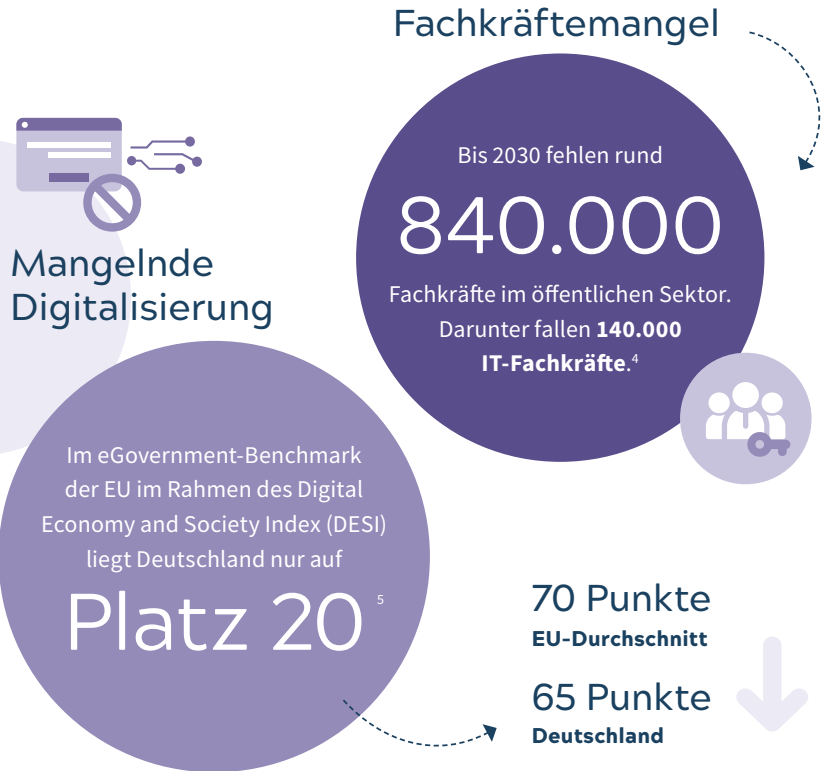 Fachkräftemangel
Bis 2030 fehlen rund
840.000
Fachkräfte im öffentlichen Sektor.
Darunter fallen 140.000
IT-Fachkräfte.⁴
Mangelnde
Digitalisierung
Im eGovernment-Benchmark
der EU im Rahmen des Digital
Economy and Society Index (DESI)
liegt Deutschland nur auf
Platz 20 ⁵
70 Punkte
EU-Durchschnitt
65 Punkte
Deutschland